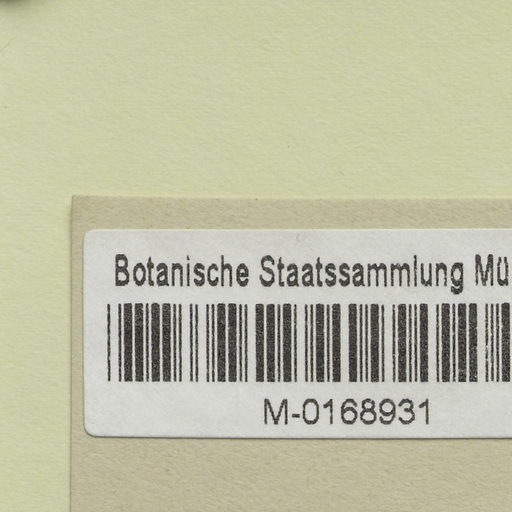 Botanische Staatssammlung Mü
M-0168931